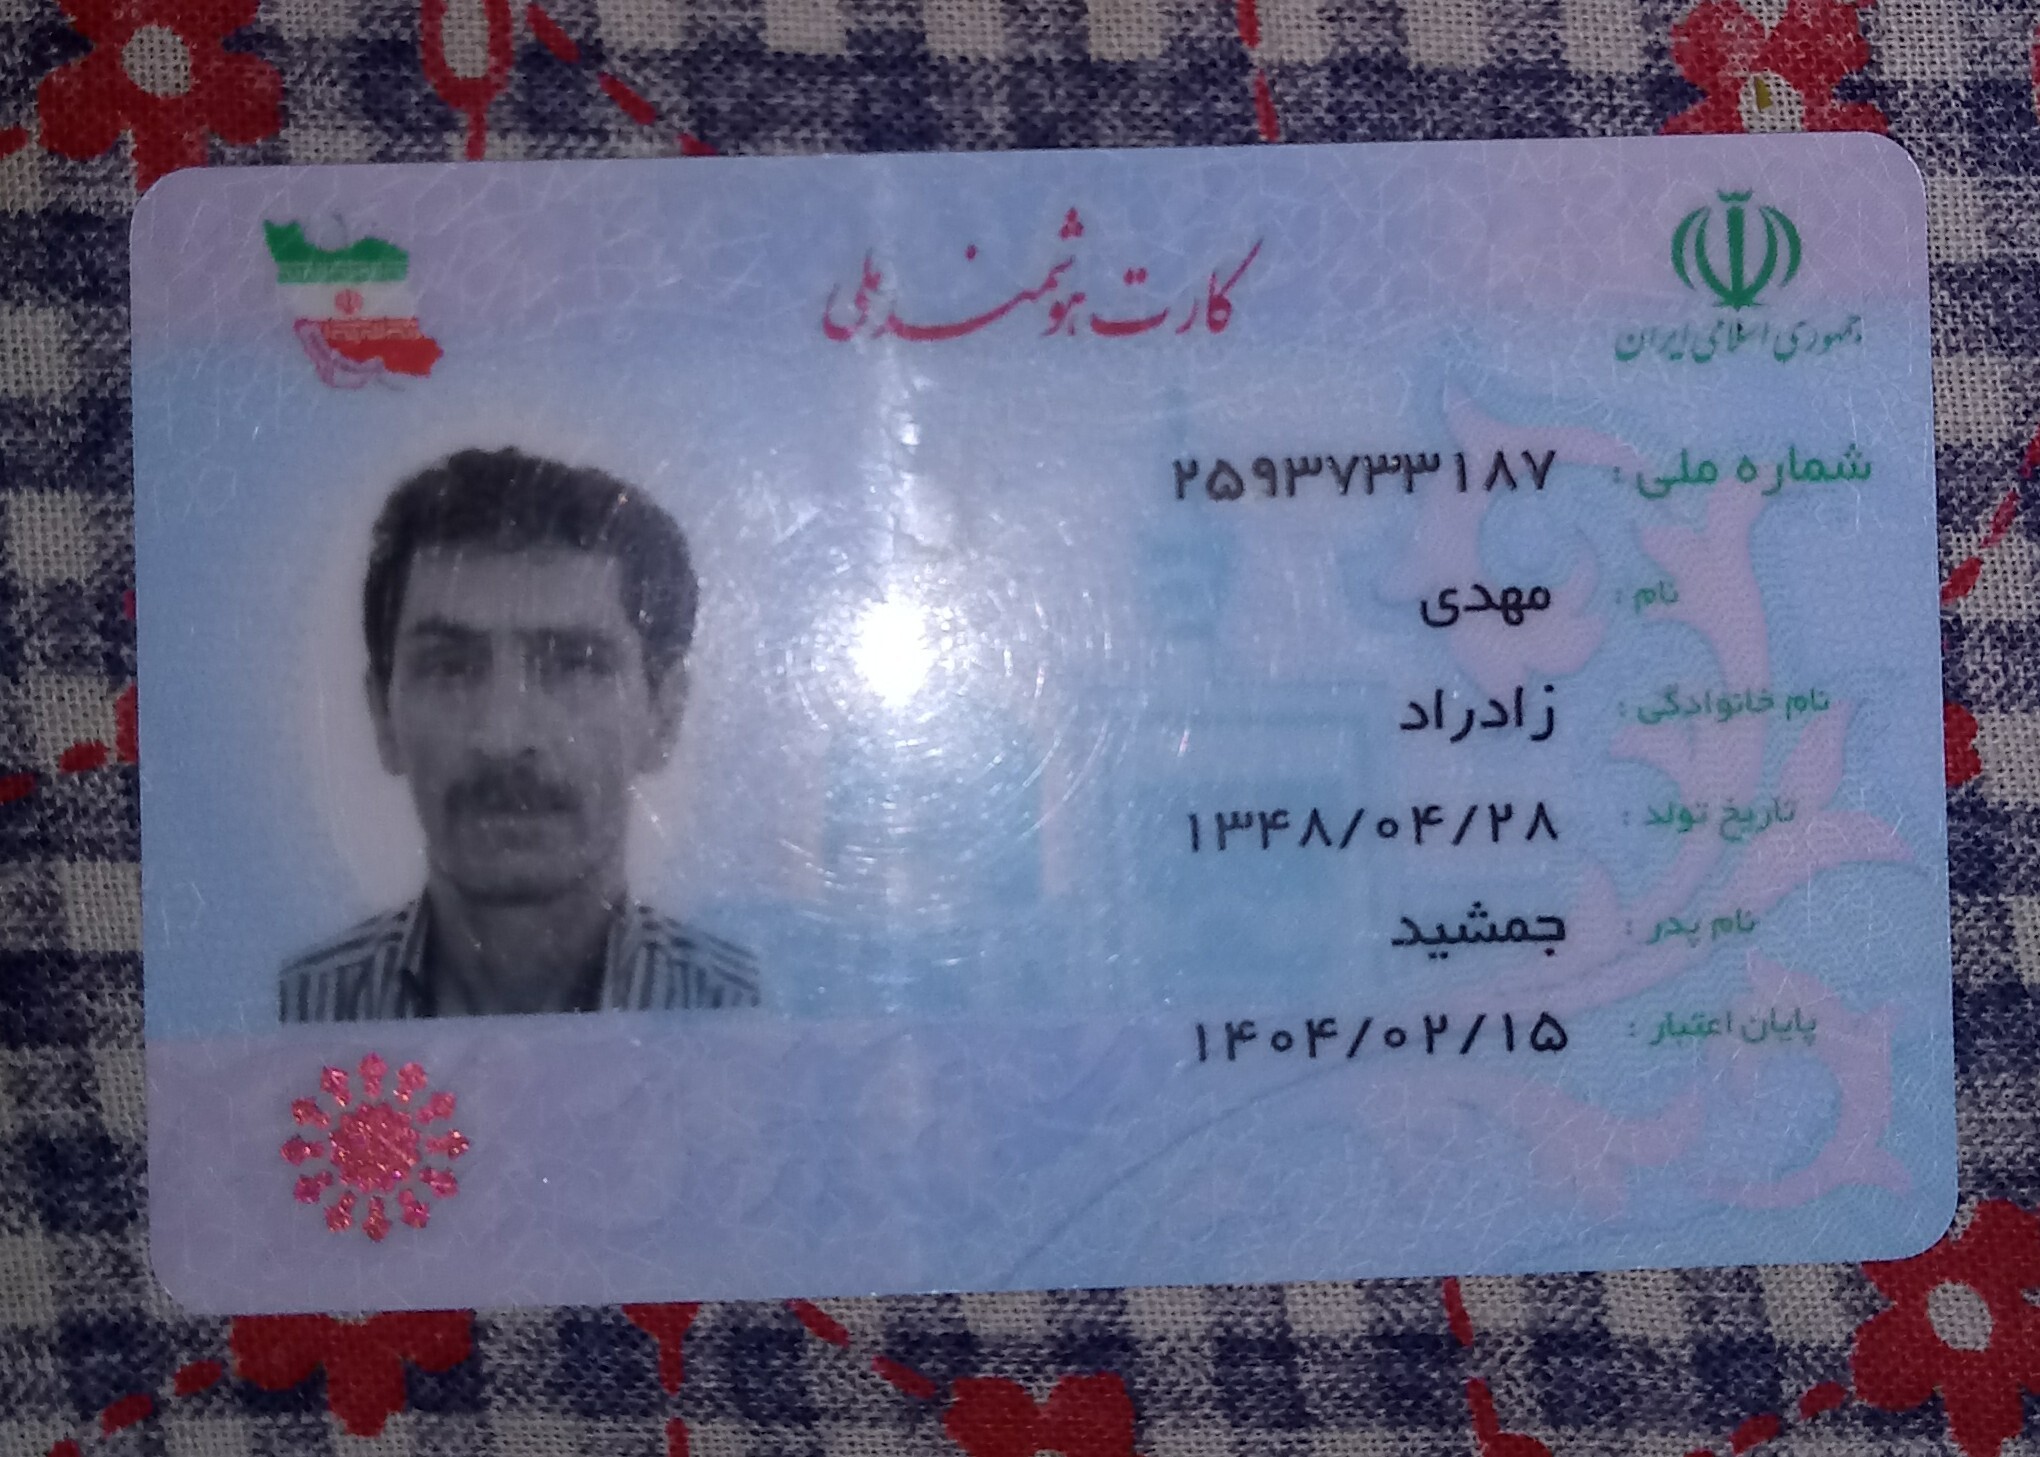 جمهوری اسلامی ایران
کارت هوشمند ملی
شماره ملی : ۲۵۹۳۷۳۳۱۸۷
نام : مهدی
نام خانوادگی : زادراد
تاریخ تولد : ۱۳۴۸/۰۴/۲۸
نام پدر : جمشید
پایان اعتبار : ۱۴۰۴/۰۲/۱۵